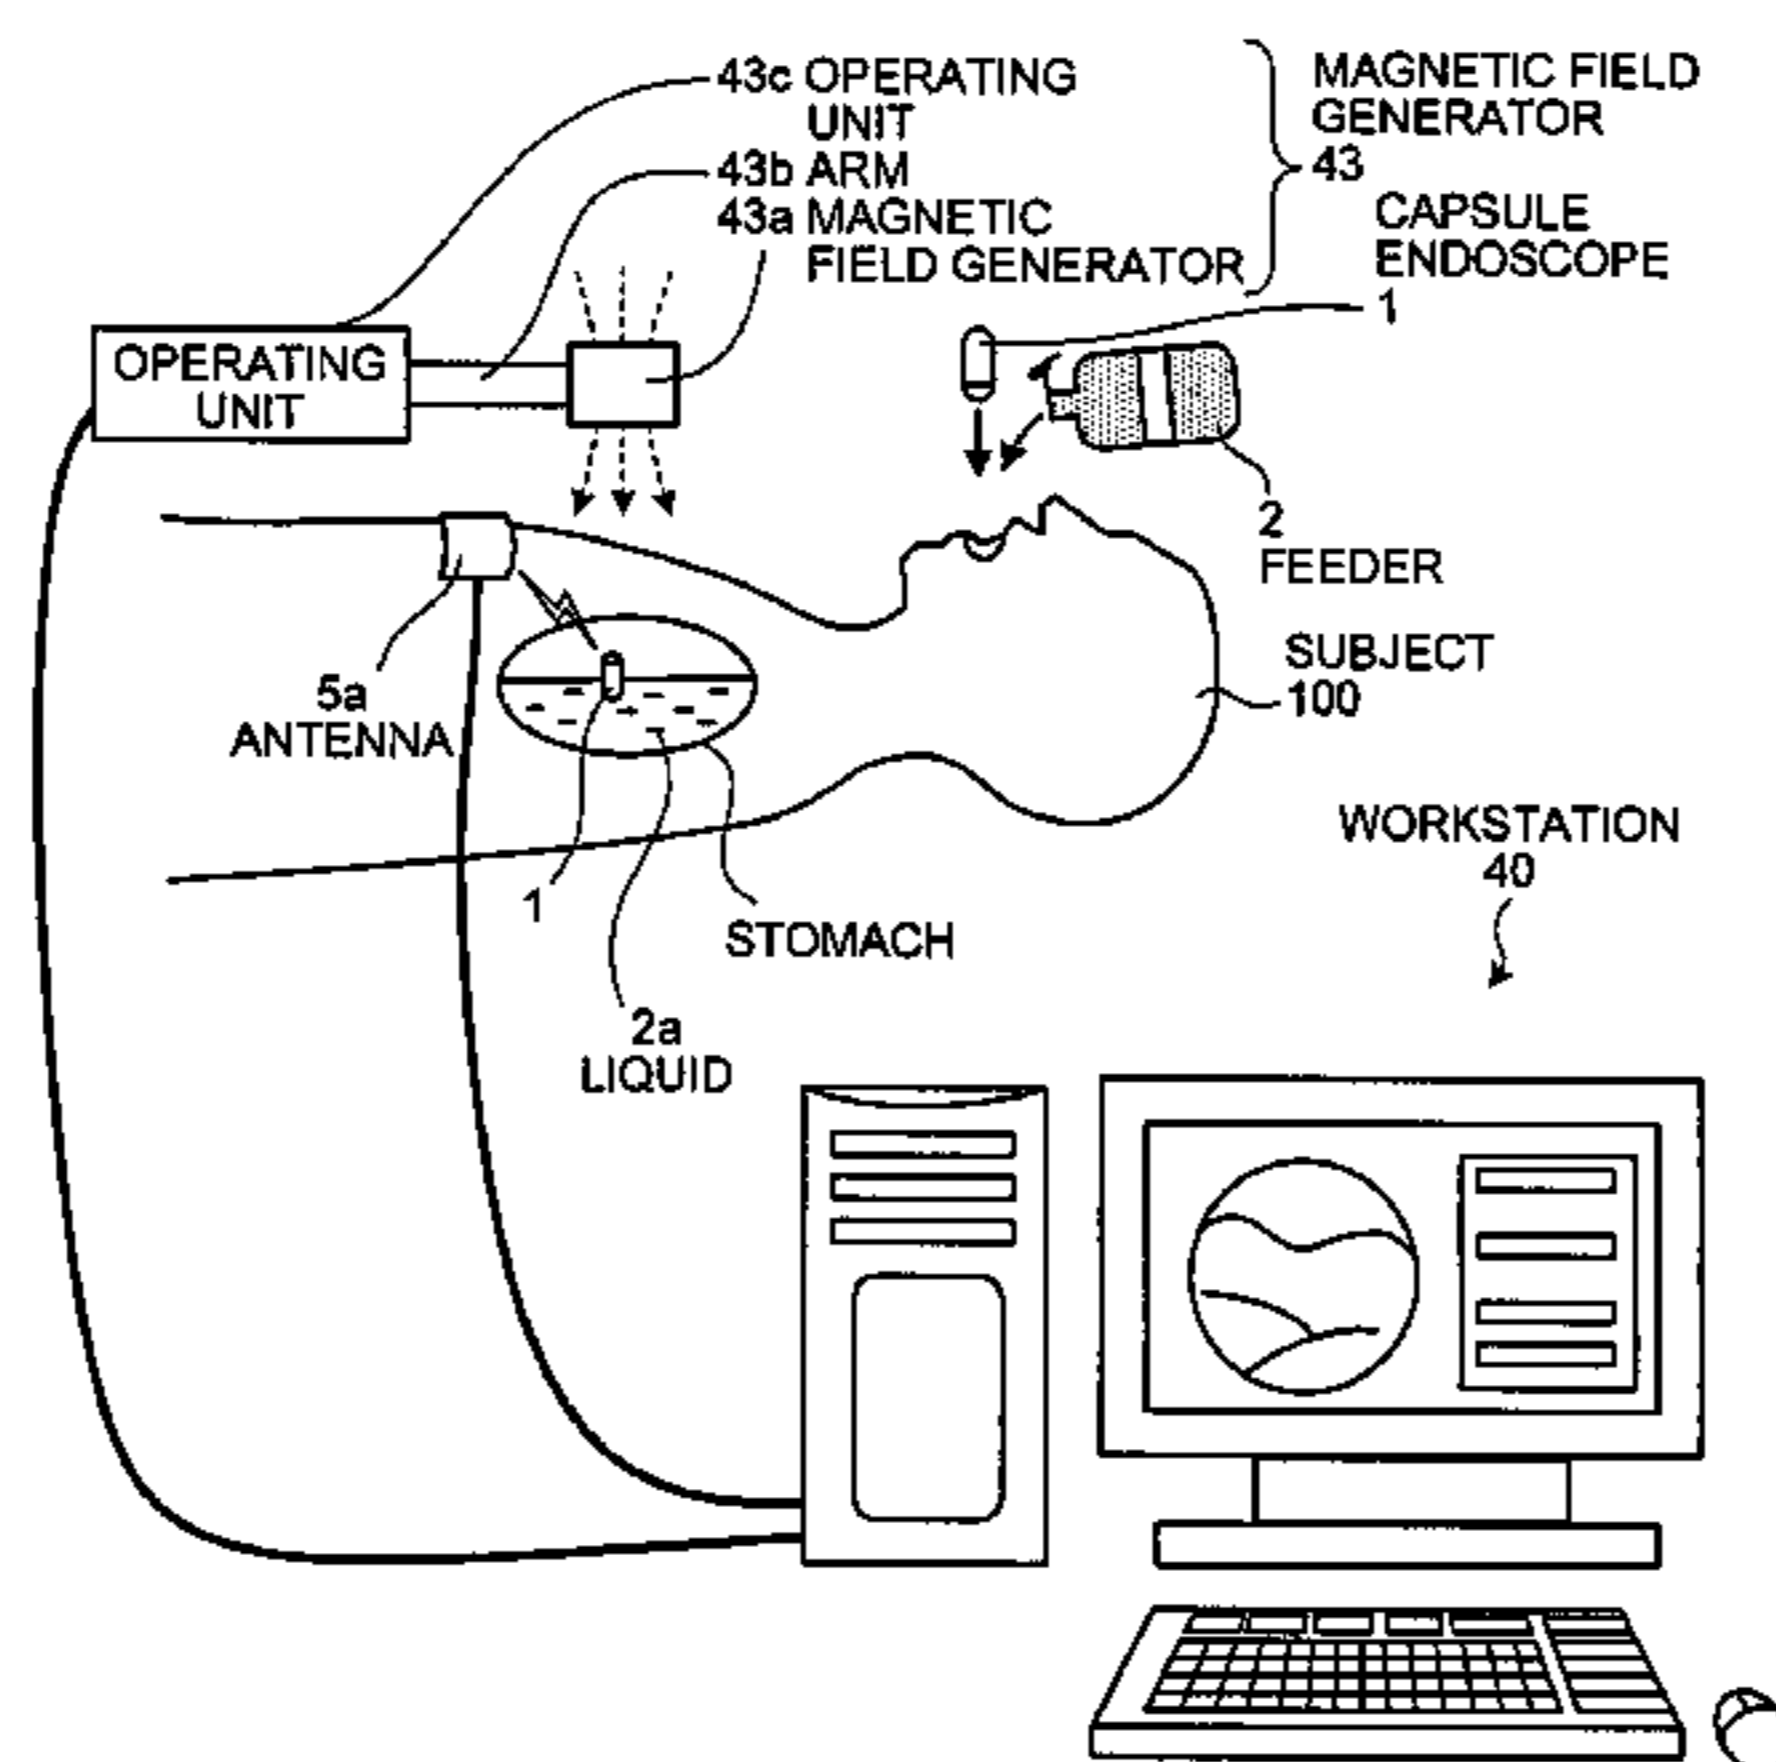 43c OPERATING
UNIT
43b ARM
43a MAGNETIC
FIELD GENERATOR
MAGNETIC FIELD
GENERATOR
43
CAPSULE
ENDOSCOPE
1
OPERATING
UNIT
2
FEEDER
SUBJECT
100
5a
ANTENNA
1
STOMACH
2a
LIQUID
WORKSTATION
40